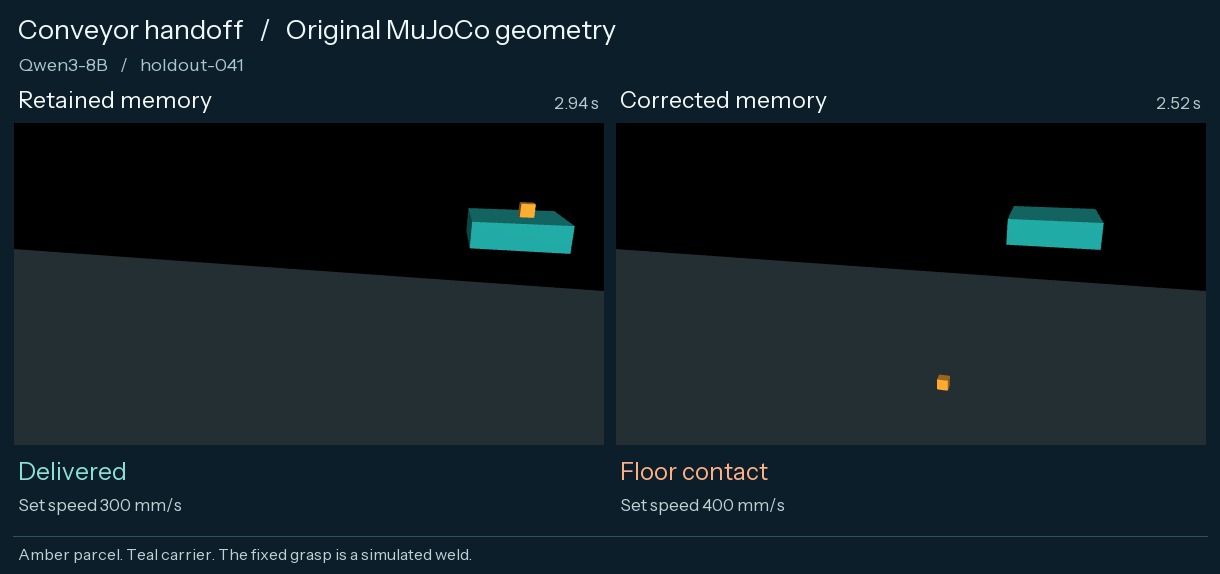 Conveyor handoff / Original MuJoCo geometry
Qwen3-8B / holdout-041
Retained memory 2.94 s
Corrected memory 2.52 s
Delivered
Set speed 300 mm/s
Floor contact
Set speed 400 mm/s
Amber parcel. Teal carrier. The fixed grasp is a simulated weld.